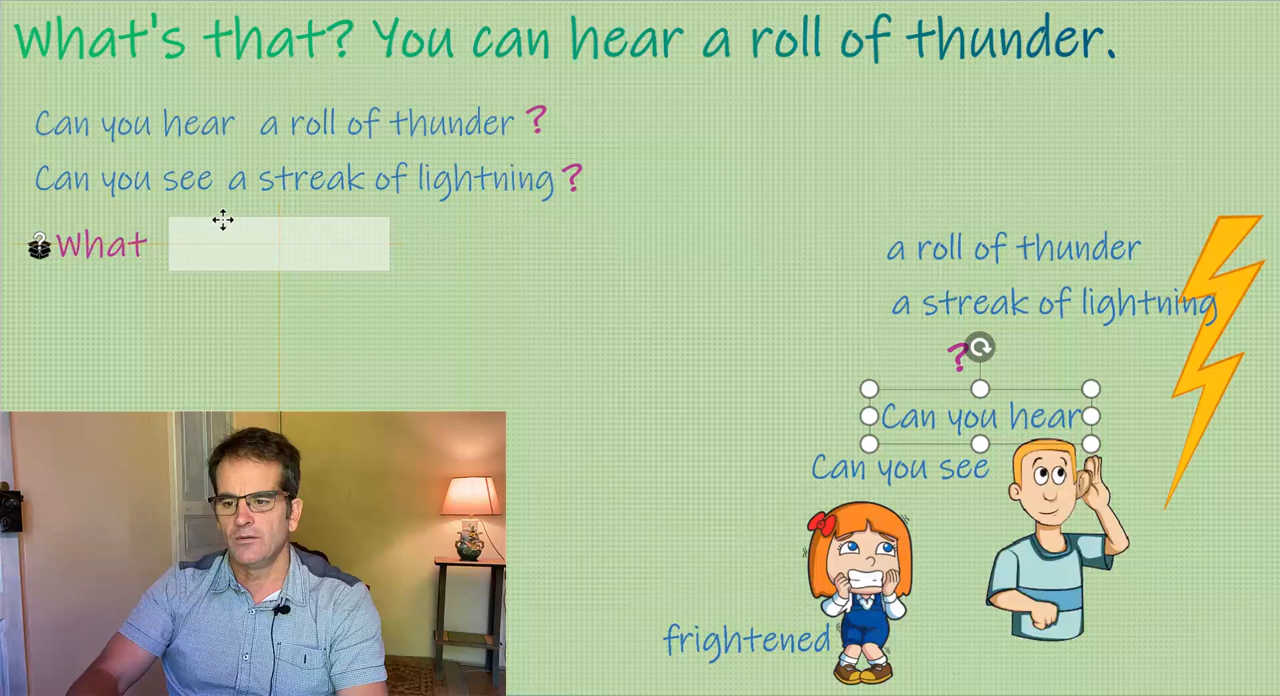 What's that? You can hear a roll of thunder.
Can you hear a roll of thunder ?
Can you see a streak of lightning ?
What
a roll of thunder
a streak of lightning
?
Can you hear
Can you see
frightened